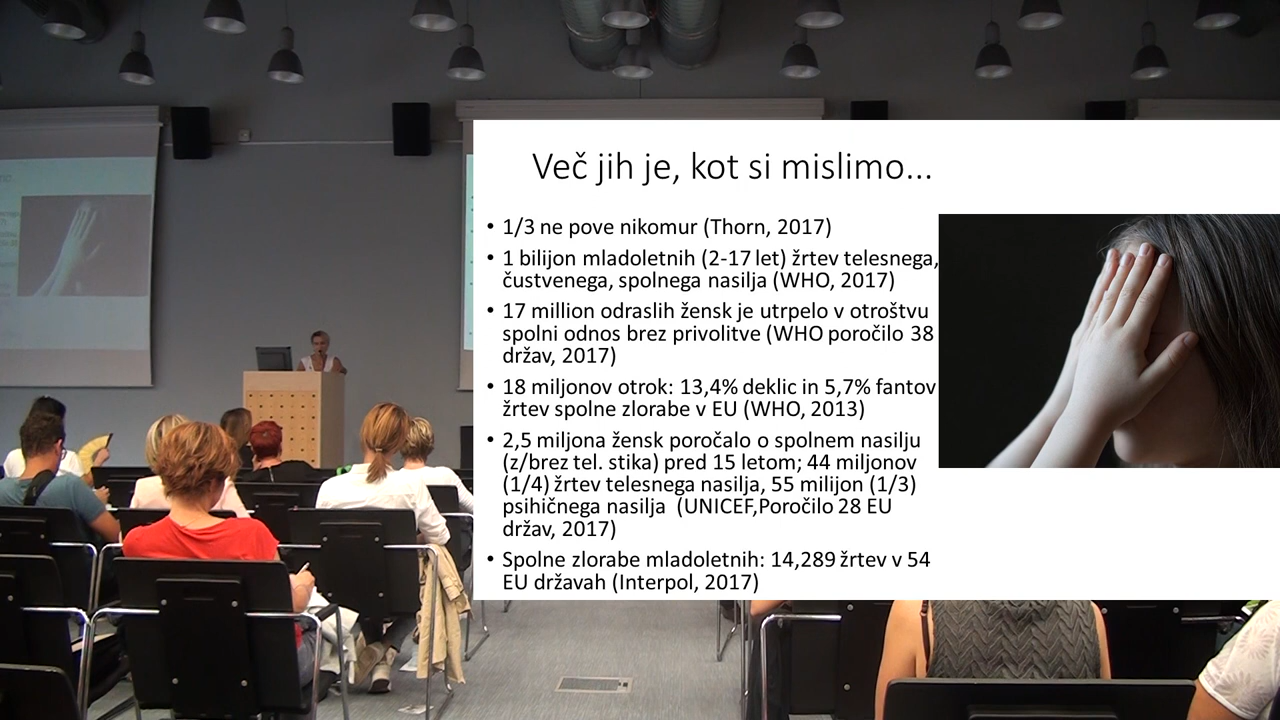 Več jih je, kot si mislimo...
• 1/3 ne pove nikomur (Thorn, 2017)
• 1 bilijon mladoletnih (2-17 let) žrtev telesnega,
čustvenega, spolnega nasilja (WHO, 2017)
• 17 million odraslih žensk je utrpelo v otroštvu
spolni odnos brez privolitve (WHO poročilo 38
držav, 2017)
• 18 miljonov otrok: 13,4% deklic in 5,7% fantov
žrtev spolne zlorabe v EU (WHO, 2013)
• 2,5 miljona žensk poročalo o spolnem nasilju
(z/brez tel. stika) pred 15 letom; 44 miljonov
(1/4) žrtev telesnega nasilja, 55 milijon (1/3)
psihičnega nasilja (UNICEF,Poročilo 28 EU
držav, 2017)
• Spolne zlorabe mladoletnih: 14,289 žrtev v 54
EU državah (Interpol, 2017)